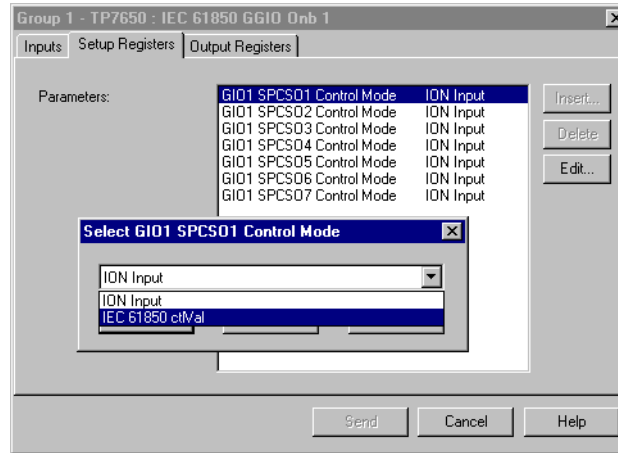 Group 1 - TP7650 : IEC 61850 GGIO Onb 1
Inputs Setup Registers Output Registers
Parameters:
GIO1 SPCSO1 Control Mode ION Input
GIO1 SPCSO2 Control Mode ION Input
GIO1 SPCSO3 Control Mode ION Input
GIO1 SPCSO4 Control Mode ION Input
GIO1 SPCSO5 Control Mode ION Input
GIO1 SPCSO6 Control Mode ION Input
GIO1 SPCSO7 Control Mode ION Input
Insert...
Delete
Edit...
Select GIO1 SPCSO1 Control Mode
ION Input
ION Input
IEC 61850 ctlVal
Send Cancel Help